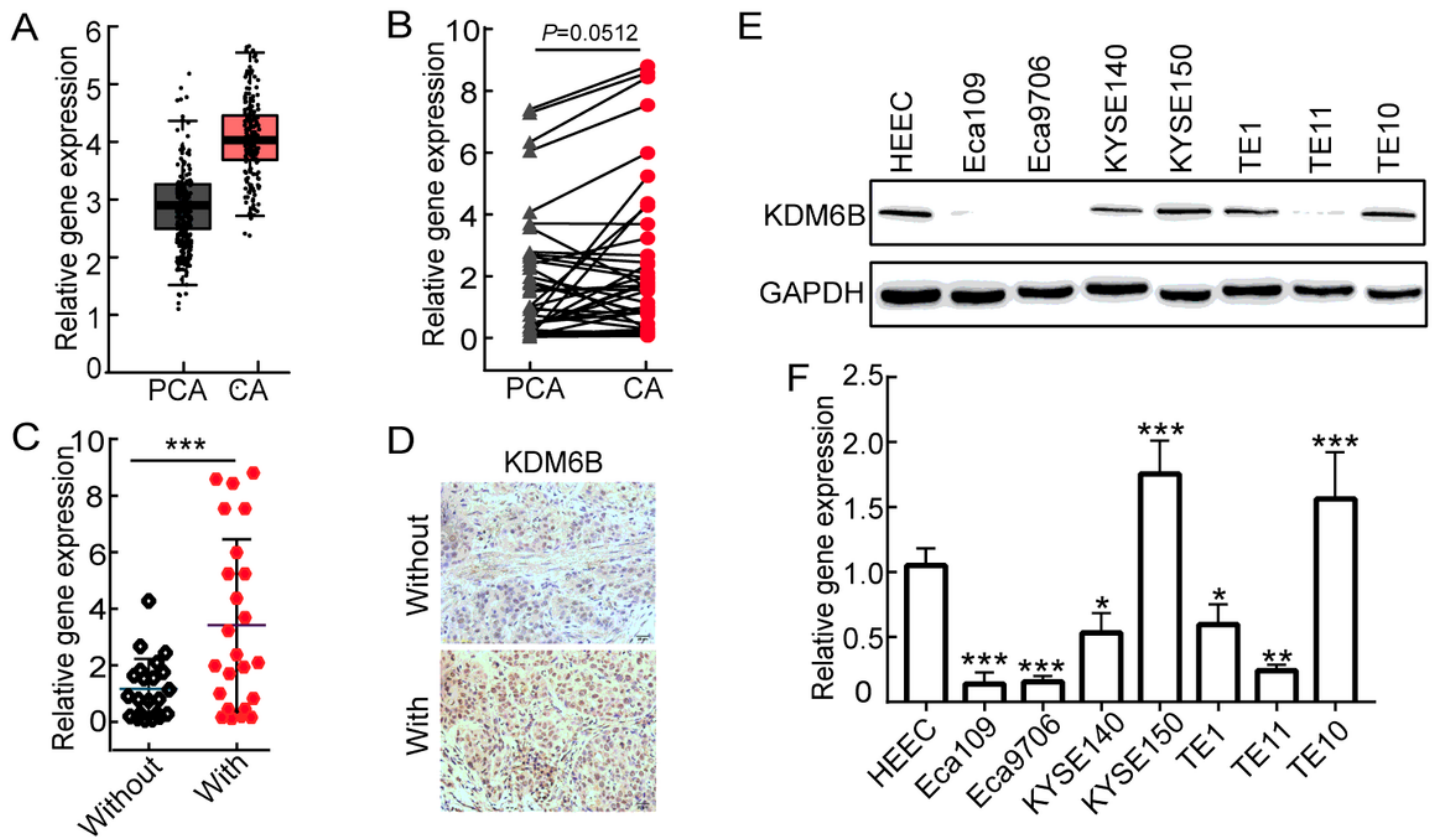 A
Relative gene expression
6
5
4
3
2
1
0
PCA
CA
B
Relative gene expression
10
8
6
4
2
0
P=0.0512
PCA
CA
C
Relative gene expression
10
8
6
4
2
0
***
Without
With
D
KDM6B
Without
With
E
HEEC
Eca109
Eca9706
KYSE140
KYSE150
TE1
TE11
TE10
KDM6B
GAPDH
F
Relative gene expression
2.5
2.0
1.5
1.0
0.5
0
***
***
*
***
*
**
***
HEEC
Eca109
Eca9706
KYSE140
KYSE150
TE1
TE11
TE10